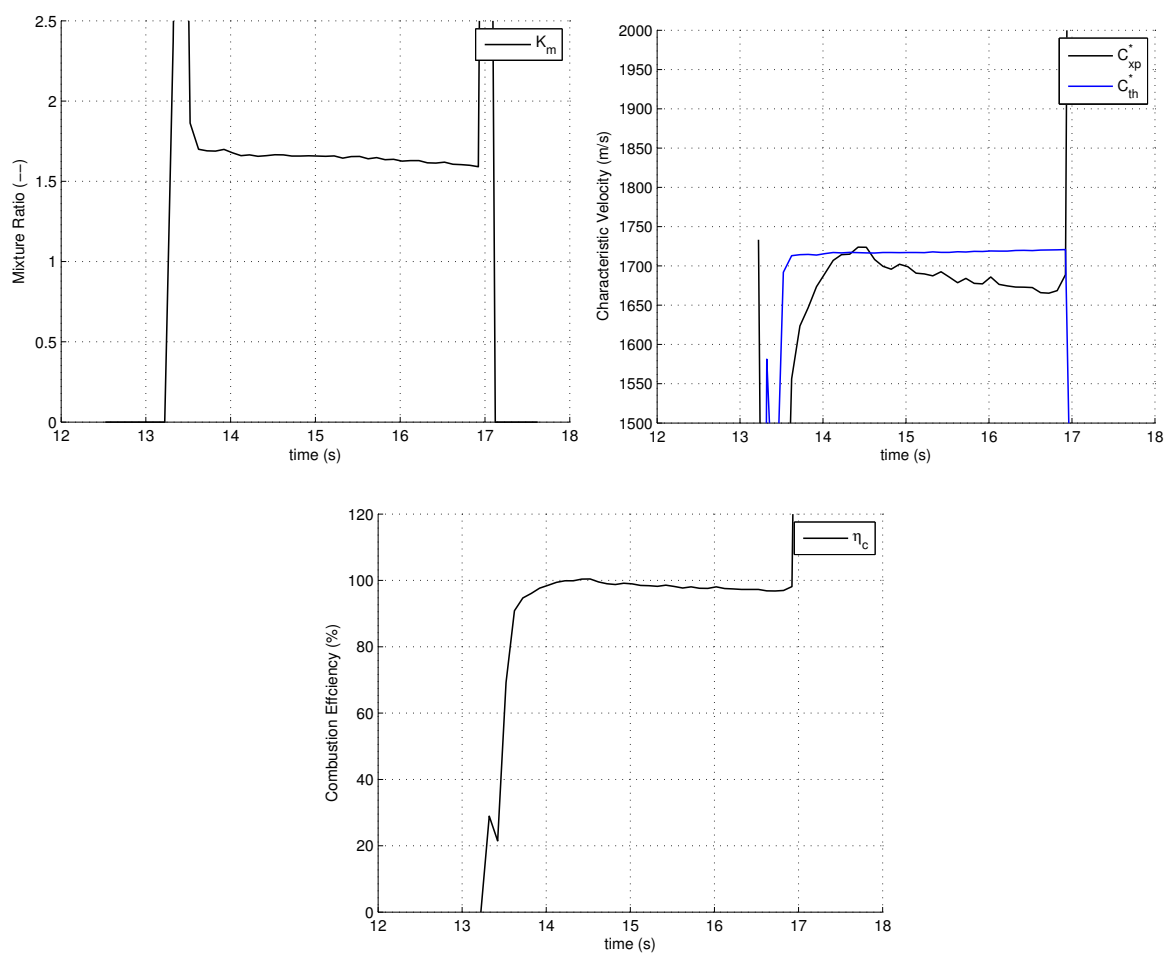 2.5
2
1.5
1
0.5
0
12 13 14 15 16 17 18
Mixture Ratio (−−)
time (s)
K_m
2000
1950
1900
1850
1800
1750
1700
1650
1600
1550
1500
12 13 14 15 16 17 18
Characteristic Velocity (m/s)
time (s)
C*_xp
C*_th
120
100
80
60
40
20
0
12 13 14 15 16 17 18
Combustion Effciency (%)
time (s)
η_c